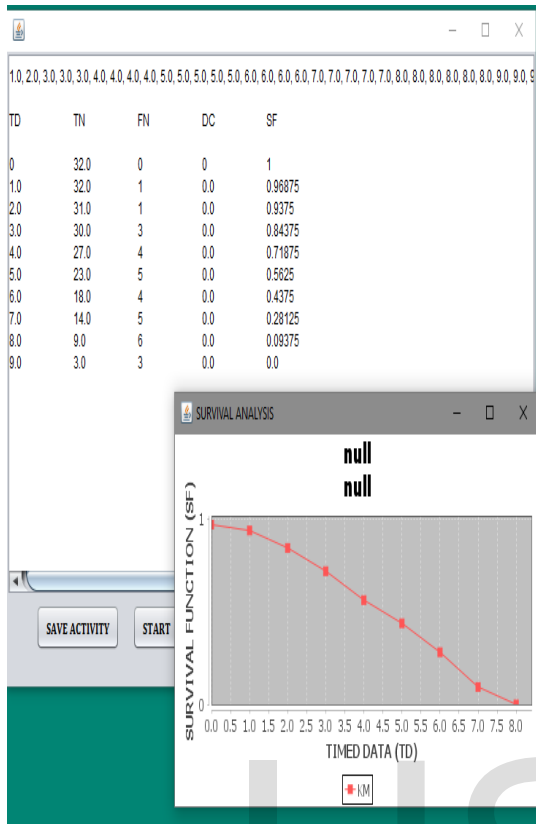 1.0, 2.0, 3.0, 3.0, 3.0, 4.0, 4.0, 4.0, 4.0, 5.0, 5.0, 5.0, 5.0, 5.0, 6.0, 6.0, 6.0, 6.0, 7.0, 7.0, 7.0, 7.0, 7.0, 8.0, 8.0, 8.0, 8.0, 8.0, 8.0, 9.0, 9.0, 9
TD TN FN DC SF
0 32.0 0 0 1
1.0 32.0 1 0.0 0.96875
2.0 31.0 1 0.0 0.9375
3.0 30.0 3 0.0 0.84375
4.0 27.0 4 0.0 0.71875
5.0 23.0 5 0.0 0.5625
6.0 18.0 4 0.0 0.4375
7.0 14.0 5 0.0 0.28125
8.0 9.0 6 0.0 0.09375
9.0 3.0 3 0.0 0.0
SAVE ACTIVITY
START
SURVIVAL ANALYSIS
null
null
SURVIVAL FUNCTION (SF)
1
0
0.0 0.5 1.0 1.5 2.0 2.5 3.0 3.5 4.0 4.5 5.0 5.5 6.0 6.5 7.0 7.5 8.0
TIMED DATA (TD)
KM